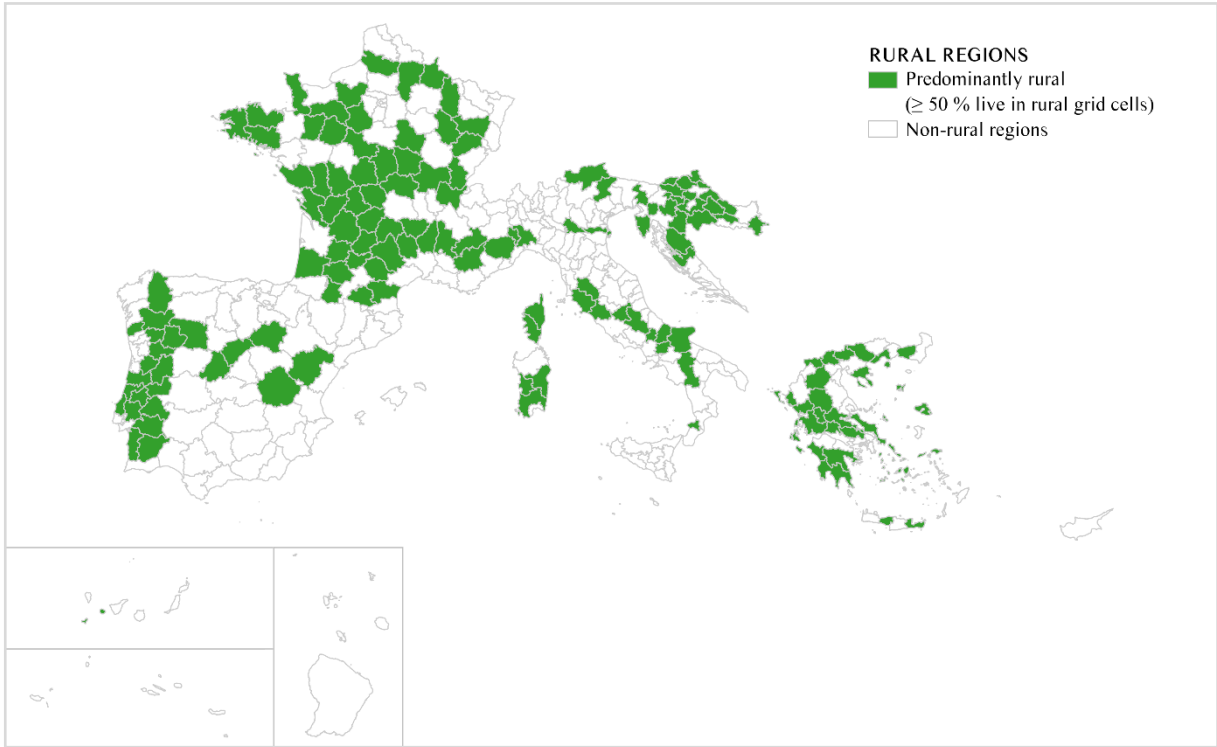 RURAL REGIONS
Predominantly rural
(≥ 50 % live in rural grid cells)
Non-rural regions